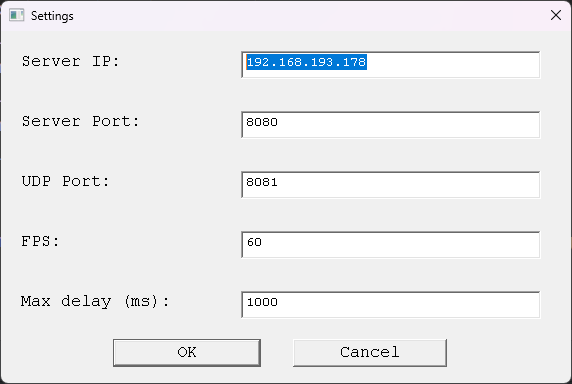 Settings
Server IP: 192.168.193.178
Server Port: 8080
UDP Port: 8081
FPS: 60
Max delay (ms): 1000
OK Cancel